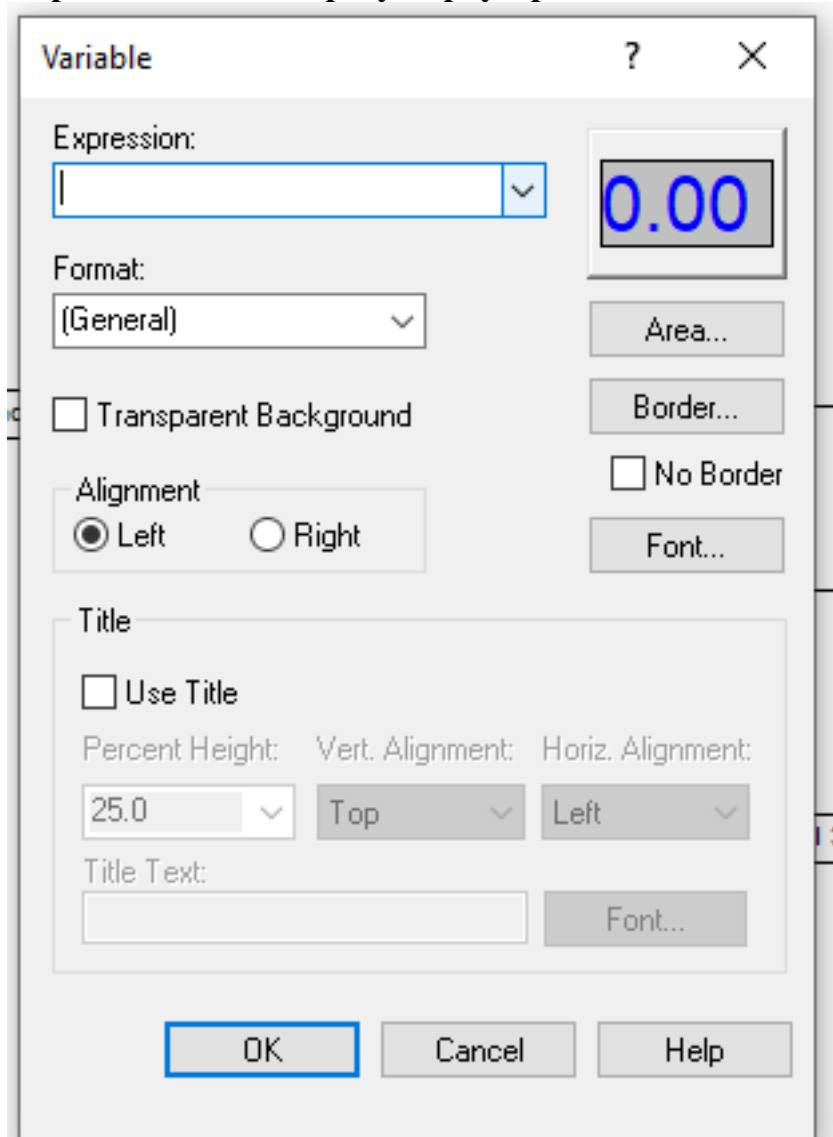 Variable ? ×
Expression:
0.00
Format:
(General)
Area...
Transparent Background
Border...
No Border
Alignment
Left Right
Font...
Title
Use Title
Percent Height: Vert. Alignment: Horiz. Alignment:
25.0 Top Left
Title Text:
Font...
OK Cancel Help